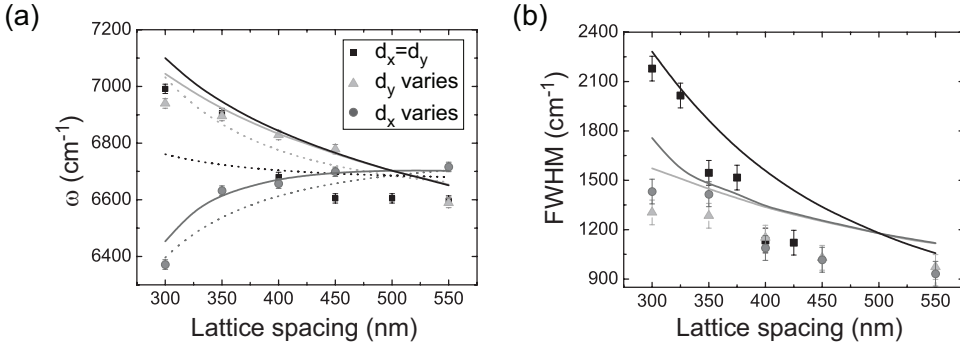 (a)
7200
7000
6800
6600
6400
ω (cm⁻¹)
300 350 400 450 500 550
Lattice spacing (nm)
dₓ=d_y
d_y varies
dₓ varies
(b)
2400
2100
1800
1500
1200
900
FWHM (cm⁻¹)
300 350 400 450 500 550
Lattice spacing (nm)